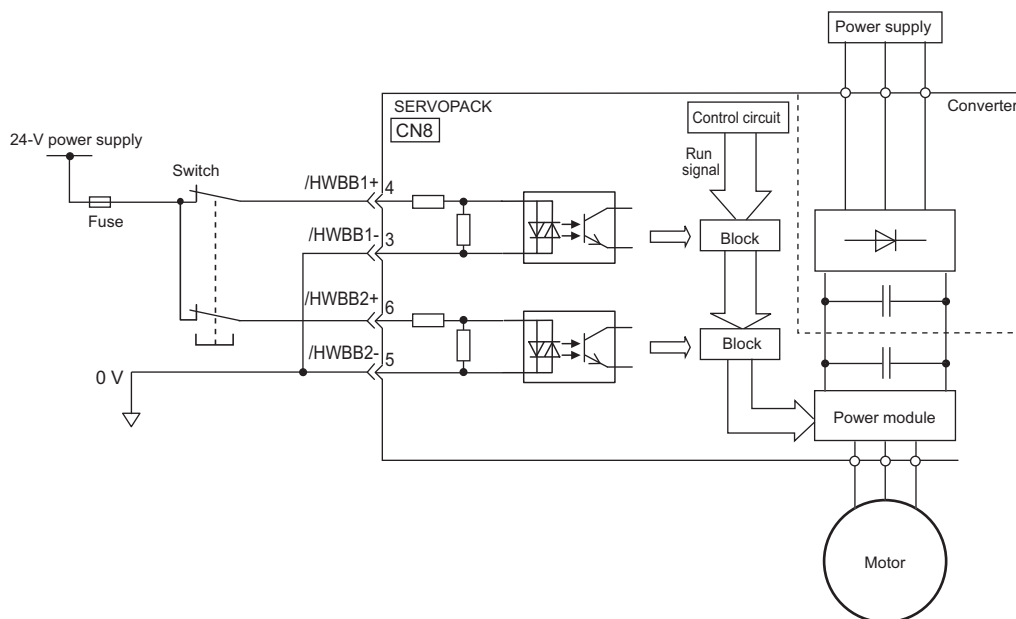 Power supply
SERVOPACK
Converter
CN8
Control circuit
24-V power supply
Switch
Run
signal
/HWBB1+
4
Fuse
/HWBB1-
3
Block
/HWBB2+
6
Block
/HWBB2-
5
0 V
Power module
Motor